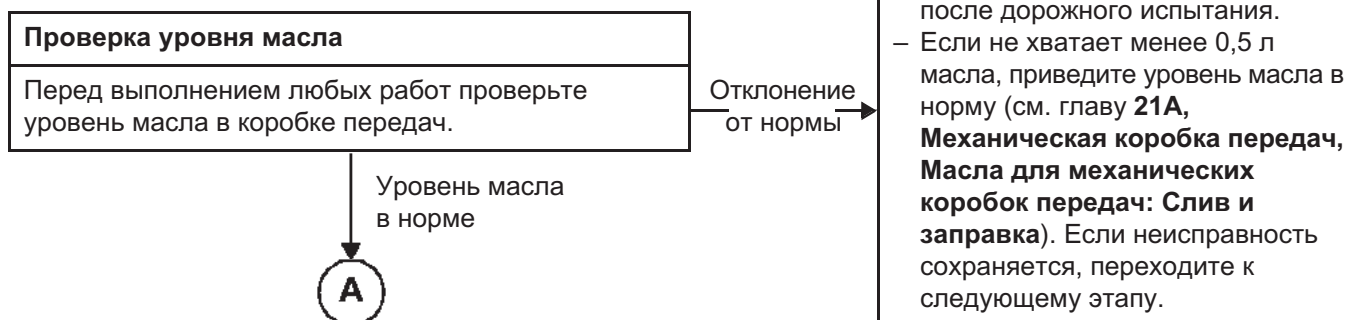 Проверка уровня масла
Перед выполнением любых работ проверьте
уровень масла в коробке передач.
Отклонение
от нормы
Уровень масла
в норме
A
после дорожного испытания.
– Если не хватает менее 0,5 л
масла, приведите уровень масла в
норму (см. главу 21A,
Механическая коробка передач,
Масла для механических
коробок передач: Слив и
заправка). Если неисправность
сохраняется, переходите к
следующему этапу.